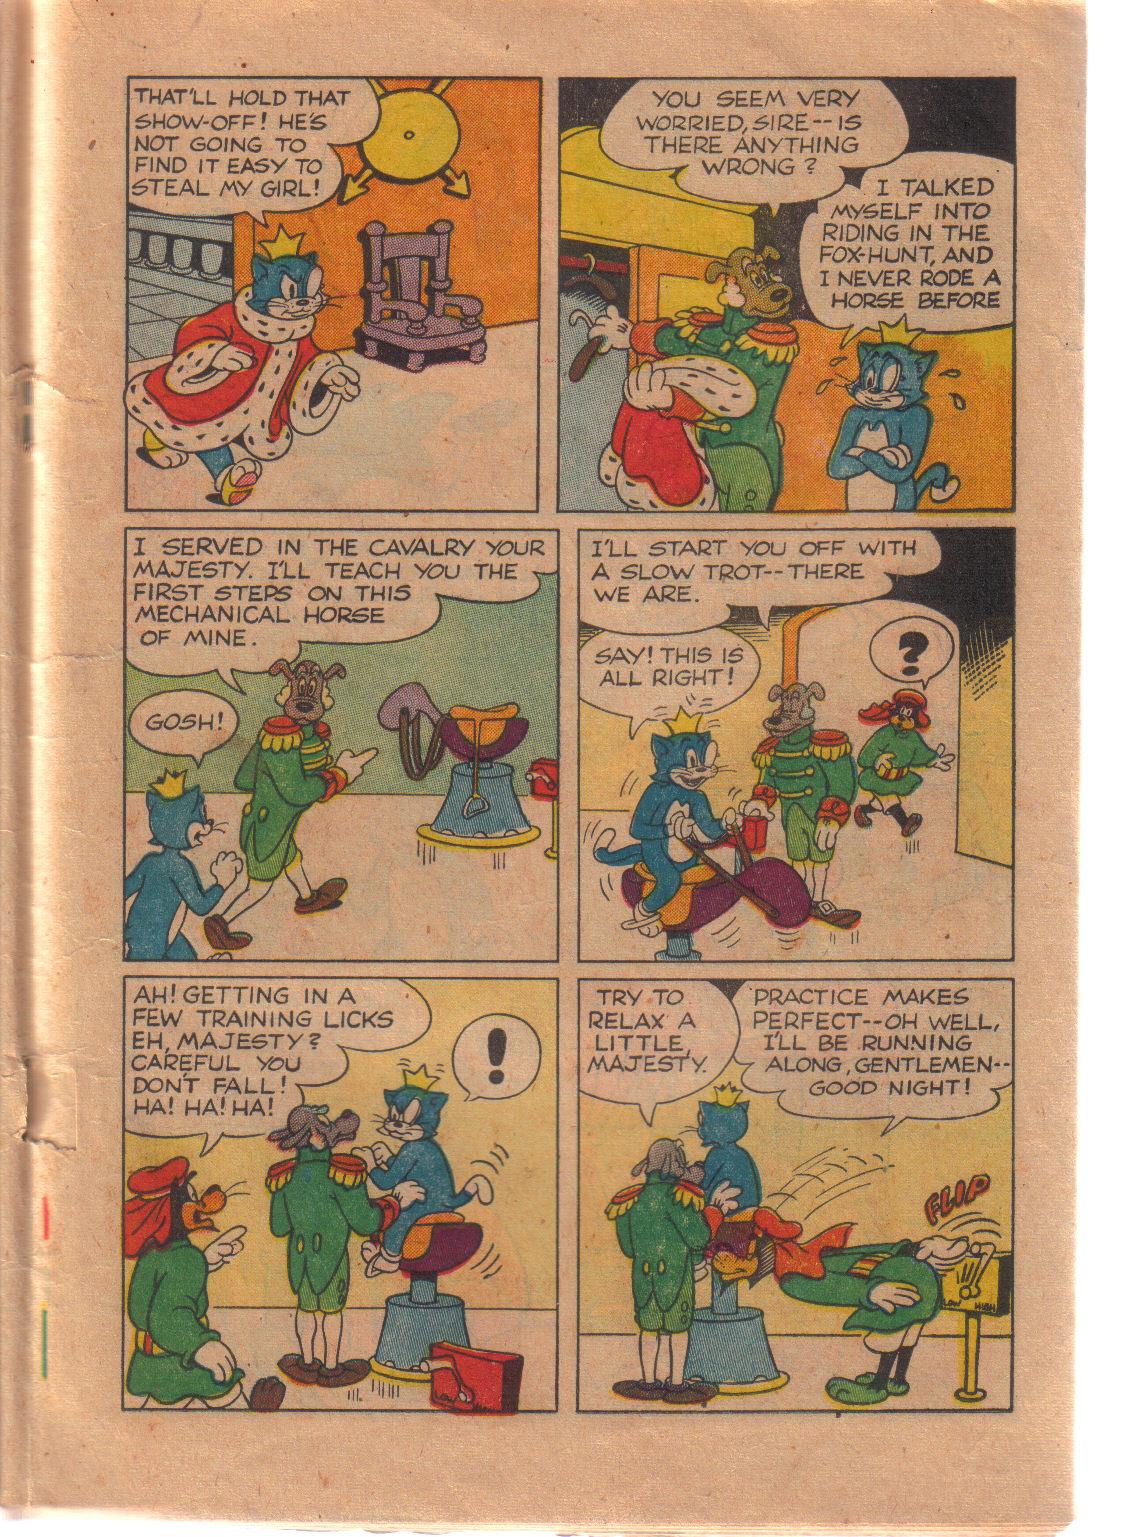 THAT'LL HOLD THAT
SHOW-OFF! HE'S
NOT GOING TO
FIND IT EASY TO
STEAL MY GIRL!
YOU SEEM VERY
WORRIED, SIRE--IS
THERE ANYTHING
WRONG?
I TALKED
MYSELF INTO
RIDING IN THE
FOX-HUNT, AND
I NEVER RODE A
HORSE BEFORE
I SERVED IN THE CAVALRY YOUR
MAJESTY. I'LL TEACH YOU THE
FIRST STEPS ON THIS
MECHANICAL HORSE
OF MINE.
GOSH!
I'LL START YOU OFF WITH
A SLOW TROT--THERE
WE ARE.
SAY! THIS IS
ALL RIGHT!
?
AH! GETTING IN A
FEW TRAINING LICKS
EH, MAJESTY?
CAREFUL YOU
DON'T FALL!
HA! HA! HA!
!
TRY TO
RELAX A
LITTLE,
MAJESTY.
PRACTICE MAKES
PERFECT--OH WELL,
I'LL BE RUNNING
ALONG, GENTLEMEN--
GOOD NIGHT!
FLIP
LOW HIGH